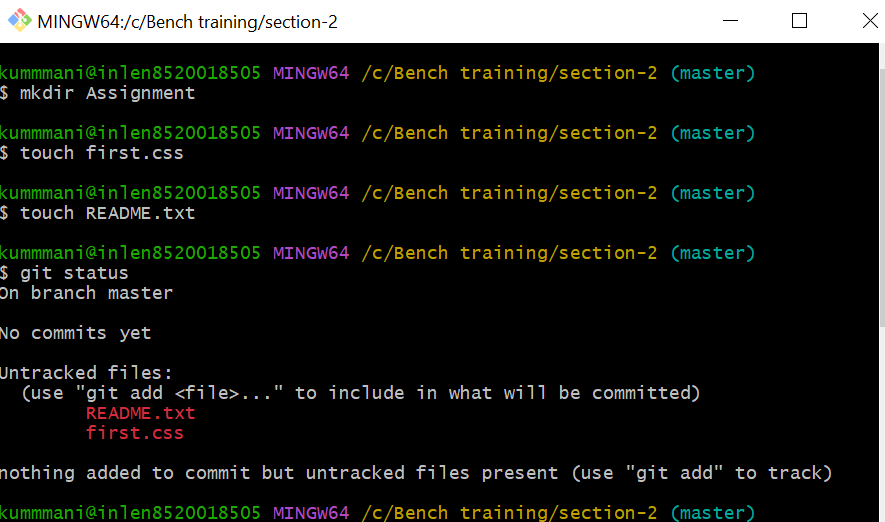 MINGW64:/c/Bench training/section-2
kummmani@inlen8520018505 MINGW64 /c/Bench training/section-2 (master)
$ mkdir Assignment
kummmani@inlen8520018505 MINGW64 /c/Bench training/section-2 (master)
$ touch first.css
kummmani@inlen8520018505 MINGW64 /c/Bench training/section-2 (master)
$ touch README.txt
kummmani@inlen8520018505 MINGW64 /c/Bench training/section-2 (master)
$ git status
On branch master
No commits yet
Untracked files:
(use "git add <file>..." to include in what will be committed)
README.txt
first.css
nothing added to commit but untracked files present (use "git add" to track)
kummmani@inlen8520018505 MINGW64 /c/Bench training/section-2 (master)